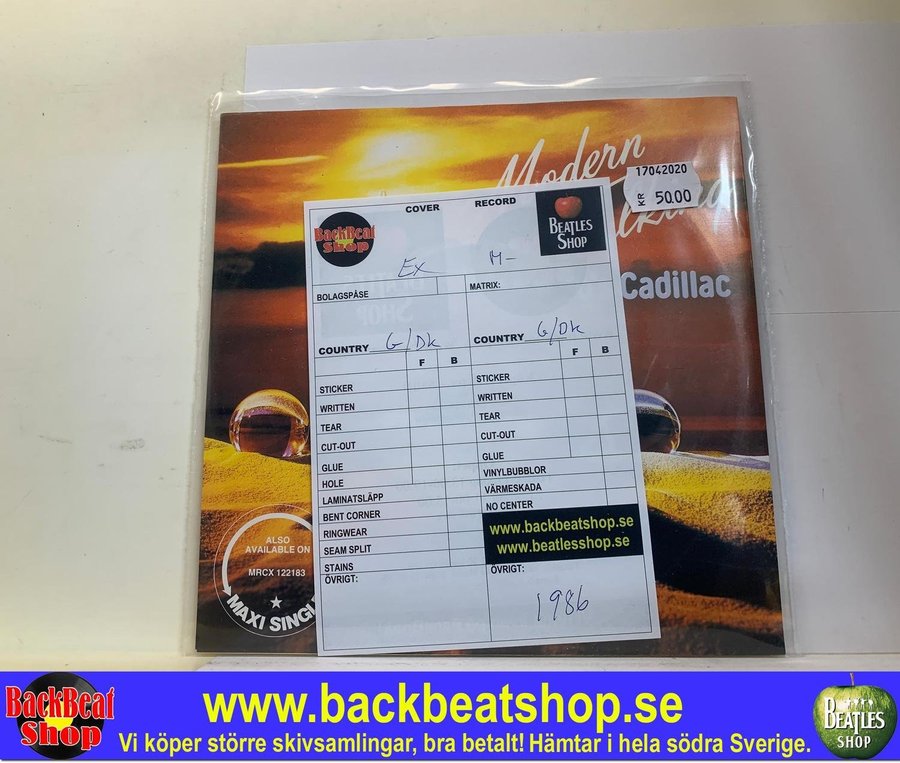 Modern
Cadillac
17042020
KR 50.00
COVER
RECORD
BackBeat
Shop
BEATLES
SHOP
Ex
M-
BOLAGSPÅSE
MATRIX:
COUNTRY G/Dk
COUNTRY G/Dk
F B
F B
STICKER
WRITTEN
TEAR
CUT-OUT
GLUE
HOLE
LAMINATSLÄPP
BENT CORNER
RINGWEAR
SEAM SPLIT
STAINS
ÖVRIGT:
STICKER
WRITTEN
TEAR
CUT-OUT
GLUE
VINYLBUBBLOR
VÄRMESKADA
NO CENTER
www.backbeatshop.se
www.beatlesshop.se
ÖVRIGT:
1986
ALSO
AVAILABLE ON
MRCX 122183
MAXI SINGL
BackBeat
Shop
www.backbeatshop.se
Vi köper större skivsamlingar, bra betalt! Hämtar i hela södra Sverige.
BEATLES
SHOP